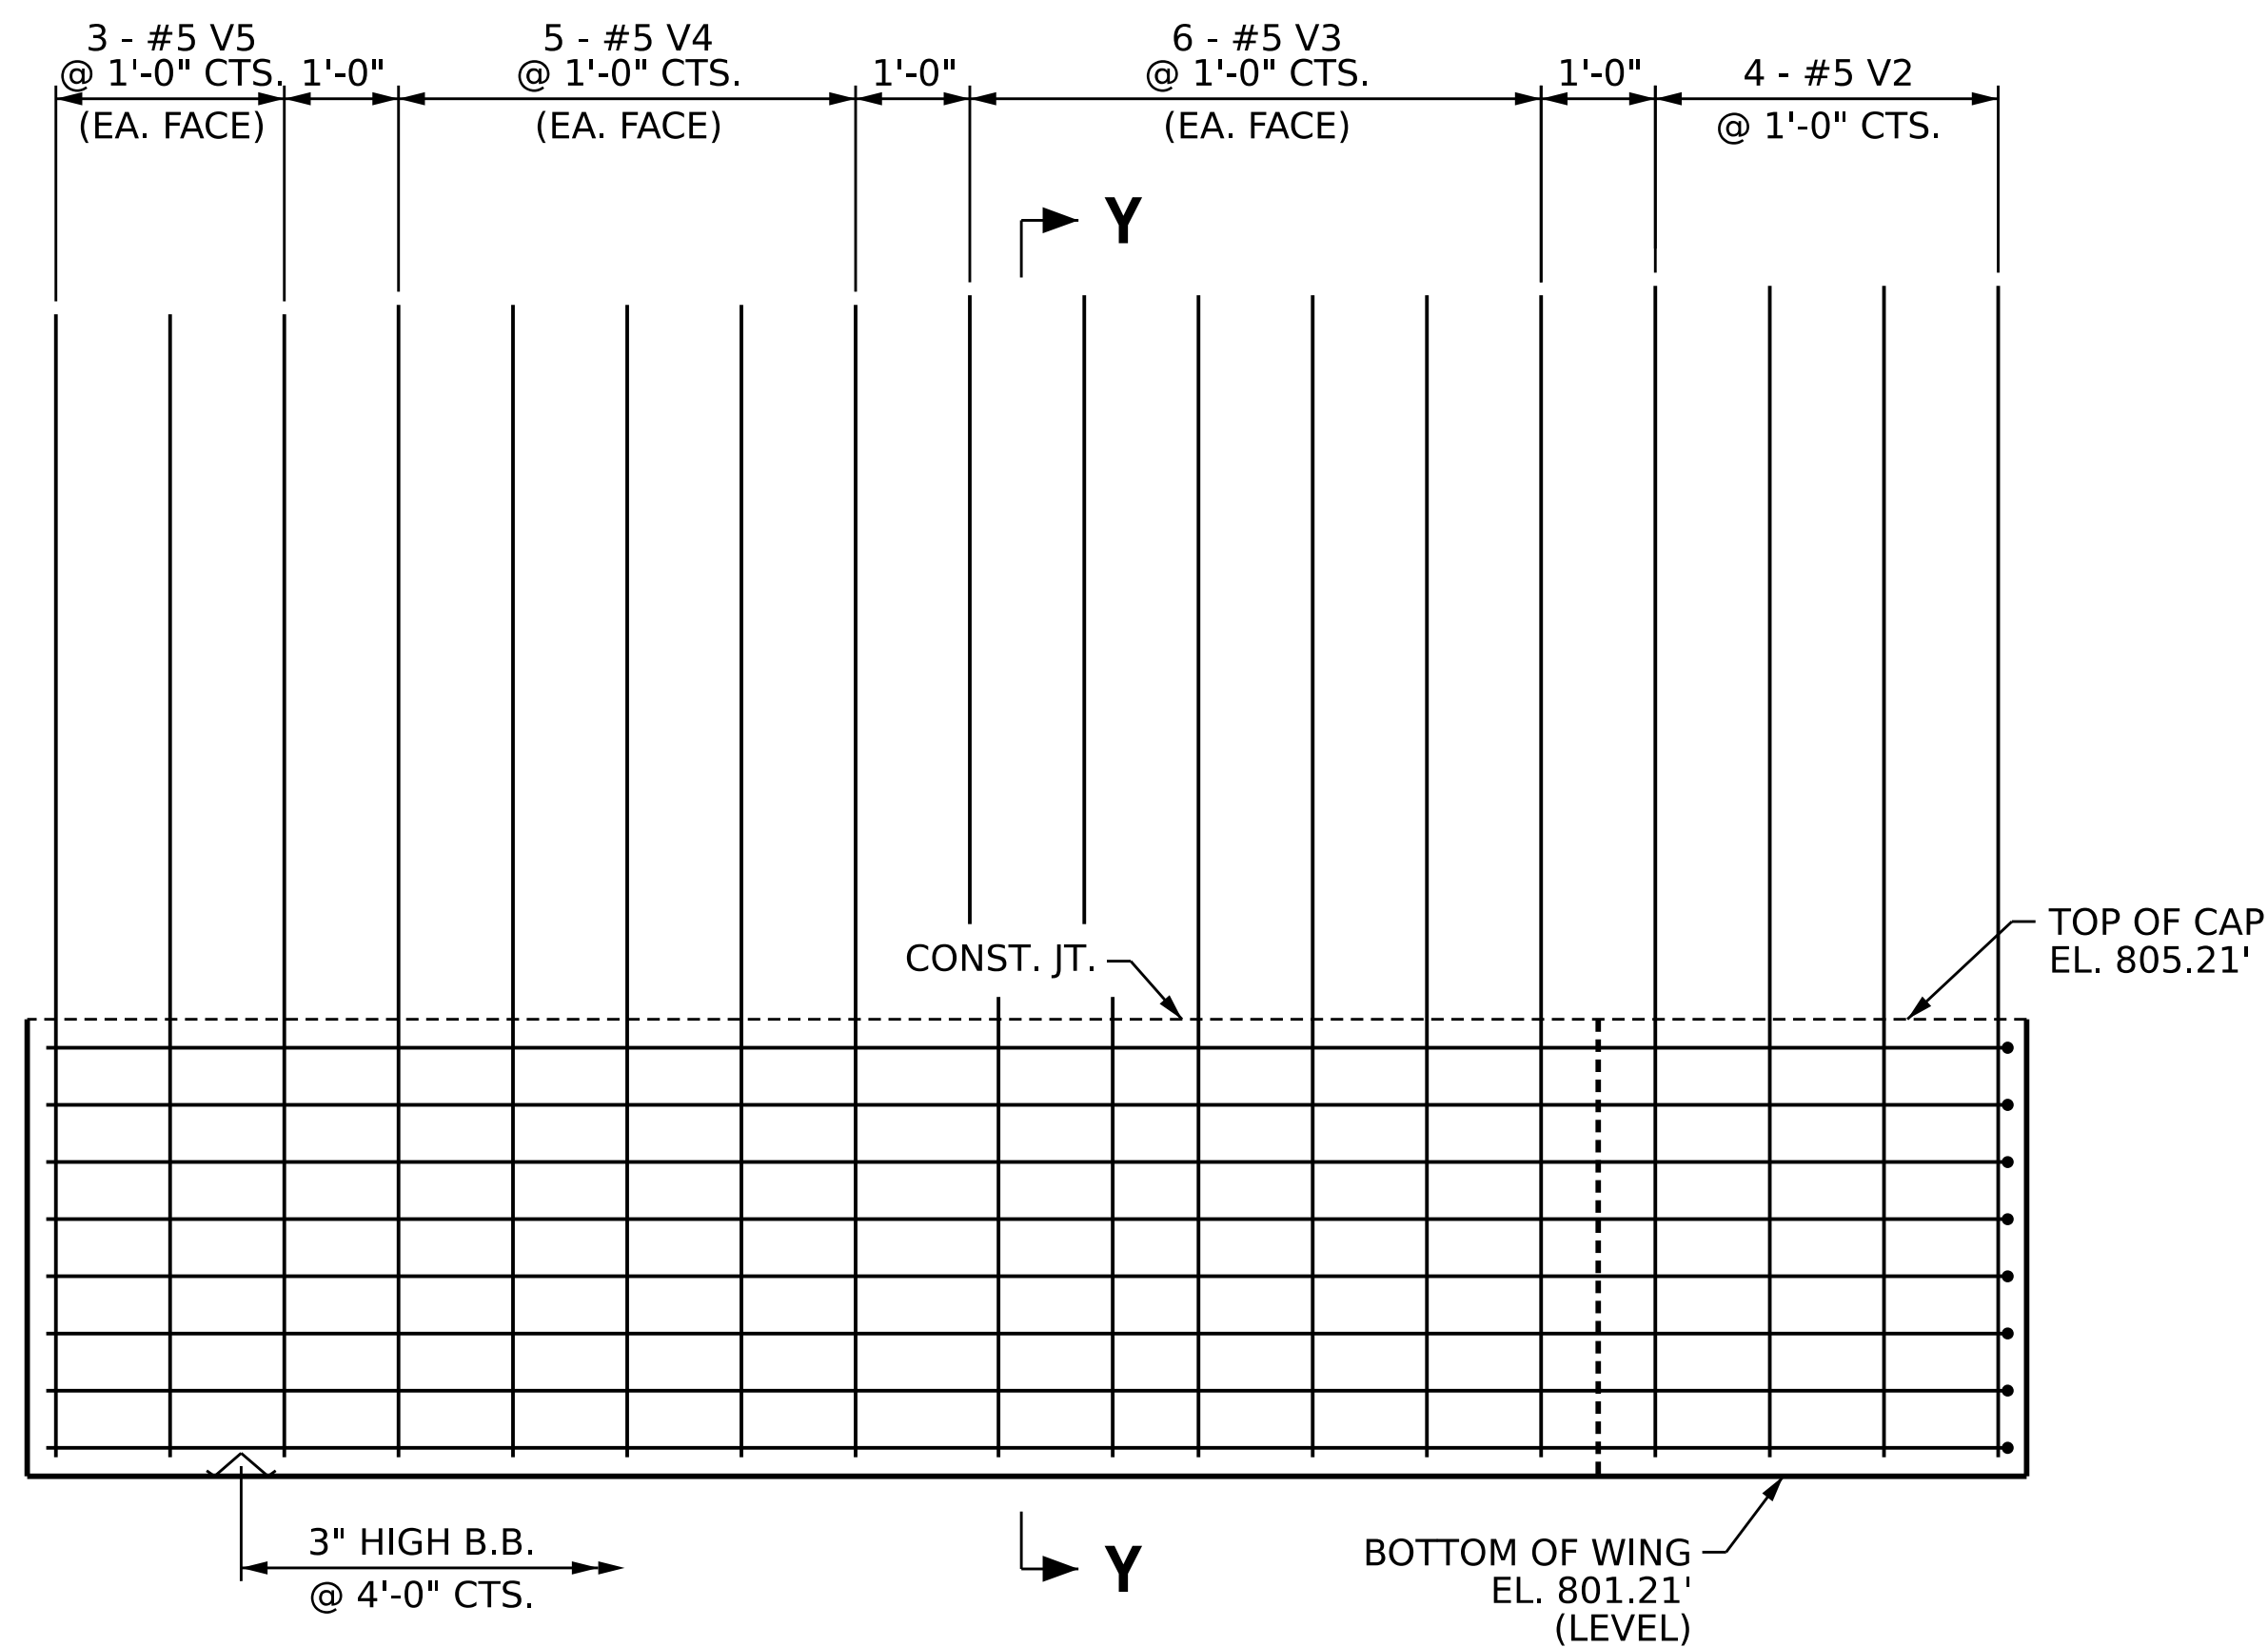 3 - #5 V5
@ 1'-0" CTS.
(EA. FACE)
1'-0"
5 - #5 V4
@ 1'-0" CTS.
(EA. FACE)
1'-0"
6 - #5 V3
@ 1'-0" CTS.
(EA. FACE)
1'-0"
4 - #5 V2
@ 1'-0" CTS.
Y
CONST. JT.
TOP OF CAP
EL. 805.21'
3" HIGH B.B.
@ 4'-0" CTS.
Y
BOTTOM OF WING
EL. 801.21'
(LEVEL)